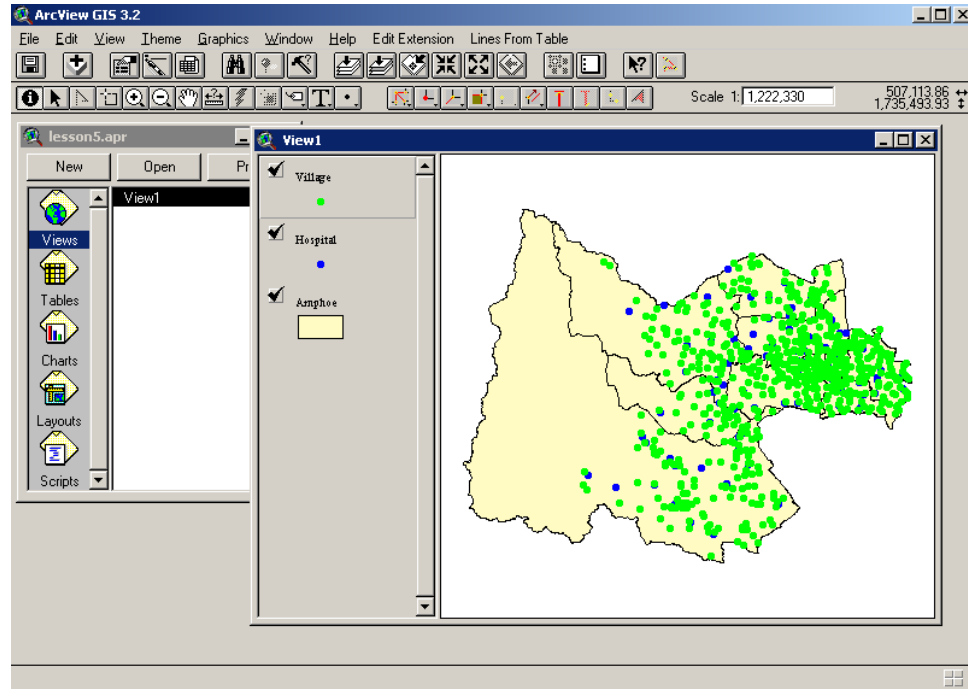 ArcView GIS 3.2
File Edit View Theme Graphics Window Help Edit Extension Lines From Table
Scale 1: 1,222,330
507,113.86
1,735,493.93
lesson5.apr
New Open Pr
View1
Views
Tables
Charts
Layouts
Scripts
View1
Village
Hospital
Amphoe